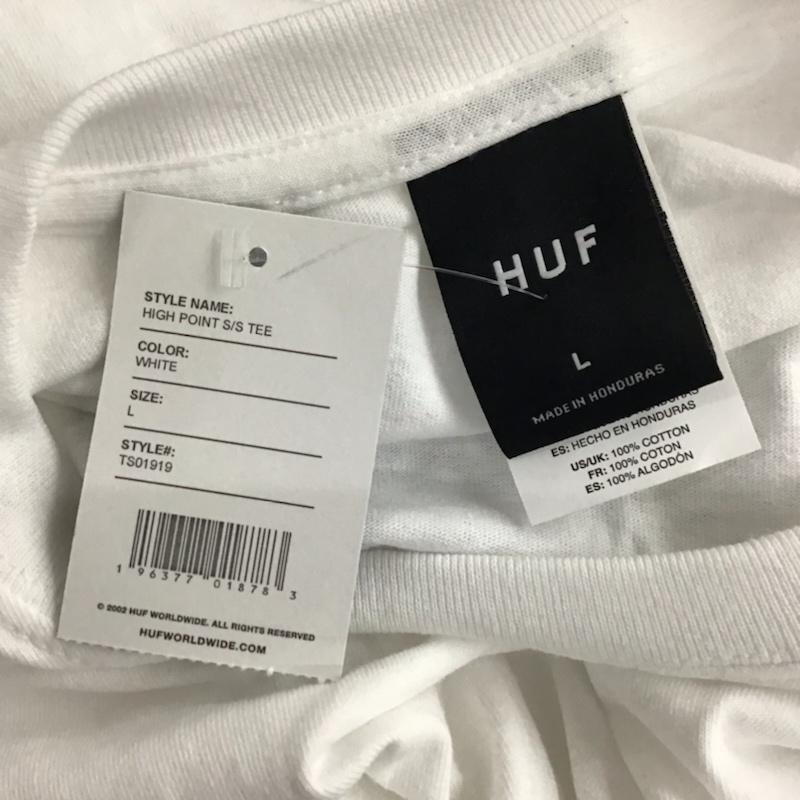 STYLE NAME:
HIGH POINT S/S TEE
COLOR:
WHITE
SIZE:
L
STYLE#:
TS01919
1 96377 01878 3
© 2002 HUF WORLDWIDE. ALL RIGHTS RESERVED
HUFWORLDWIDE.COM
HUF
L
MADE IN HONDURAS
ES: HECHO EN HONDURAS
US/UK: 100% COTTON
FR: 100% COTON
ES: 100% ALGODÓN